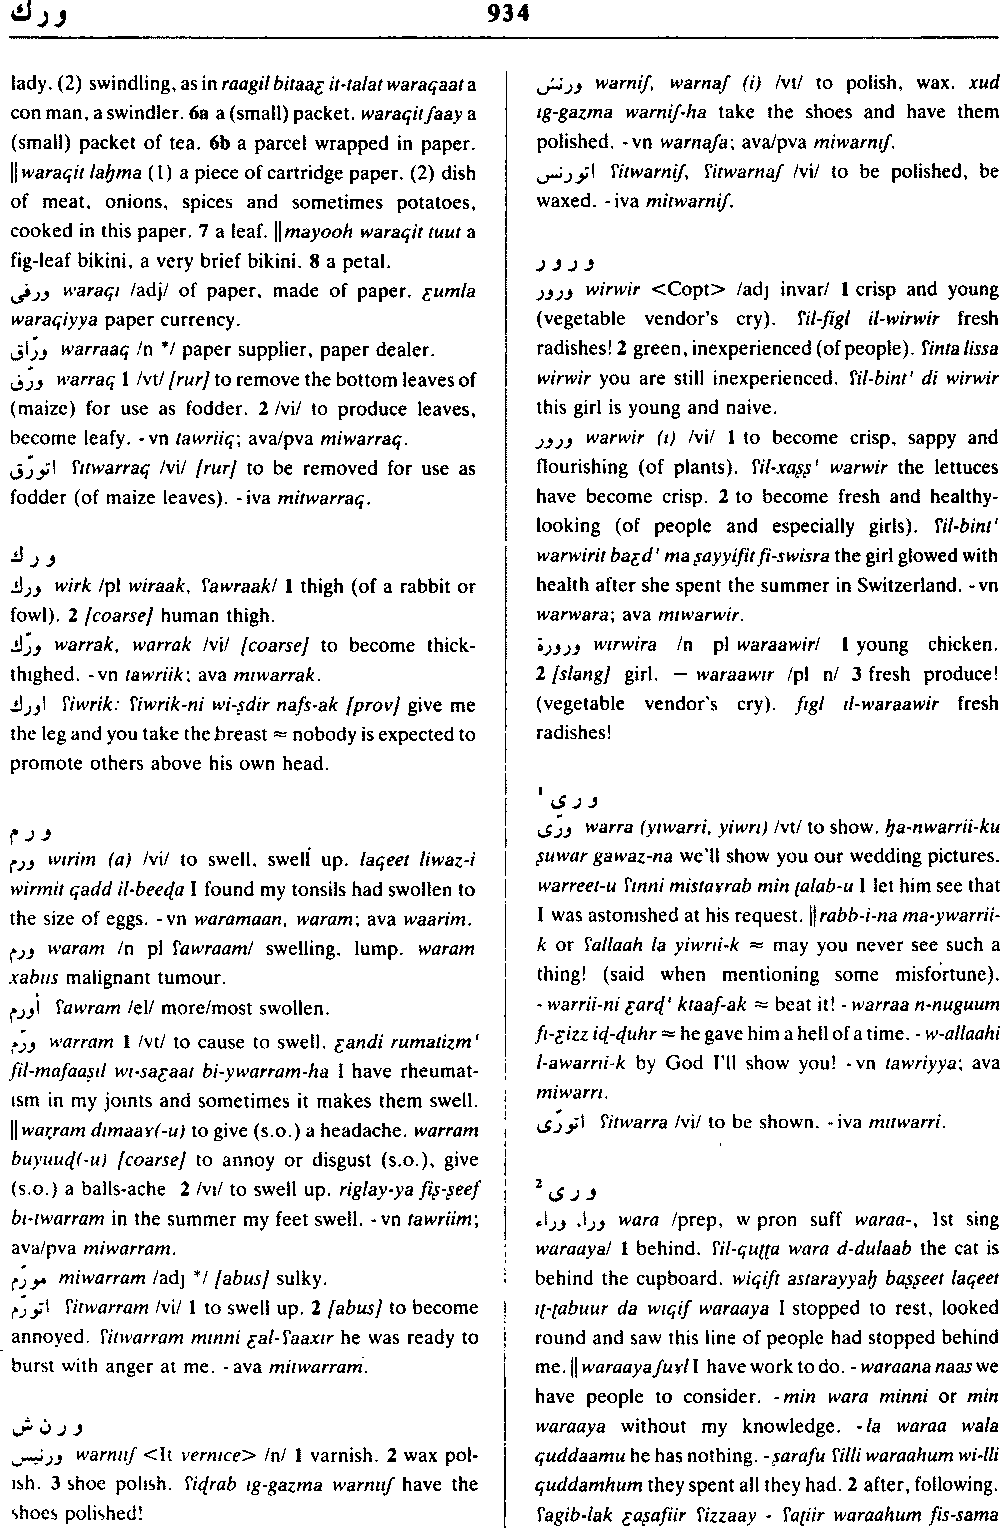 ورك 934
lady. (2) swindling, as in raagil bitaaع it-talat waraqaat a
con man, a swindler. 6a a (small) packet. waraqit ʃaay a
(small) packet of tea. 6b a parcel wrapped in paper.
‖ waraqit laḥma (1) a piece of cartridge paper. (2) dish
of meat, onions, spices and sometimes potatoes,
cooked in this paper. 7 a leaf. ‖ mayooh waraqit tuut a
fig-leaf bikini, a very brief bikini. 8 a petal.
ورقى waraqi /adj/ of paper, made of paper. عumla
waraqiyya paper currency.
ورّاق warraaq /n */ paper supplier, paper dealer.
ورّق warraq 1 /vt/ [rur] to remove the bottom leaves of
(maize) for use as fodder. 2 /vi/ to produce leaves,
become leafy. -vn tawriiq; ava/pva miwarraq.
اتورّق ʕitwarraq /vi/ [rur] to be removed for use as
fodder (of maize leaves). -iva mitwarraq.
و ر ك
ورك wirk /pl wiraak, ʕawraak/ 1 thigh (of a rabbit or
fowl). 2 [coarse] human thigh.
ورّك warrak, warrak /vi/ [coarse] to become thick-
thighed. -vn tawriik; ava miwarrak.
اورك ʕiwrik: ʕiwrik-ni wi-ṣdir nafs-ak [prov] give me
the leg and you take the breast ≈ nobody is expected to
promote others above his own head.
و ر م
ورم wirim (a) /vi/ to swell, swell up. laqeet liwaz-i
wirmit qadd il-beeḍa I found my tonsils had swollen to
the size of eggs. -vn waramaan, waram; ava waarim.
ورم waram /n pl ʕawraam/ swelling, lump. waram
xabiis malignant tumour.
أورم ʕawram /el/ more/most swollen.
ورّم warram 1 /vt/ to cause to swell. عandi rumatizm'
fil-mafaaṣil wi-saعaat bi-ywarram-ha I have rheumat-
ism in my joints and sometimes it makes them swell.
‖ waṛṛam dimaaɣ(-u) to give (s.o.) a headache. warram
buyuuḍ(-u) [coarse] to annoy or disgust (s.o.), give
(s.o.) a balls-ache 2 /vi/ to swell up. riglay-ya fiṣ-ṣeef
bi-twarram in the summer my feet swell. -vn tawriim;
ava/pva miwarram.
مورّم miwarram /adj */ [abus] sulky.
اتورّم ʕitwarram /vi/ 1 to swell up. 2 [abus] to become
annoyed. ʕitwarram minni عal-ʕaaxir he was ready to
burst with anger at me. -ava mitwarram.
و ر ن ش
ورنيش warniiʃ <It vernice> /n/ 1 varnish. 2 wax pol-
ish. 3 shoe polish. ʕiḍrab ig-gazma warniiʃ have the
shoes polished!
ورنش warniʃ, warnaʃ (i) /vt/ to polish, wax. xud
ig-gazma warniʃ-ha take the shoes and have them
polished. -vn warnaʃa; ava/pva miwarniʃ.
اتورنش ʕitwarniʃ, ʕitwarnaʃ /vi/ to be polished, be
waxed. -iva mitwarniʃ.
و ر و ر
ورور wirwir <Copt> /adj invar/ 1 crisp and young
(vegetable vendor's cry). ʕil-figl il-wirwir fresh
radishes! 2 green, inexperienced (of people). ʕinta lissa
wirwir you are still inexperienced. ʕil-bint' di wirwir
this girl is young and naive.
ورور warwir (i) /vi/ 1 to become crisp, sappy and
flourishing (of plants). ʕil-xaṣṣ' warwir the lettuces
have become crisp. 2 to become fresh and healthy-
looking (of people and especially girls). ʕil-bint'
warwirit baعd' ma ṣayyifit fi-swisra the girl glowed with
health after she spent the summer in Switzerland. -vn
warwara; ava miwarwir.
ورورة wirwira /n pl waraawir/ 1 young chicken.
2 [slang] girl. — waraawir /pl n/ 3 fresh produce!
(vegetable vendor's cry). figl il-waraawir fresh
radishes!
و ر ى 1
ورّى warra (yiwarri, yiwri) /vt/ to show. ḥa-nwarrii-ku
ṣuwar gawaz-na we'll show you our wedding pictures.
warreet-u ʕinni mistaɣrab min ṭalab-u I let him see that
I was astonished at his request. ‖ rabb-i-na ma-ywarrii-
k or ʕallaah la yiwrii-k ≈ may you never see such a
thing! (said when mentioning some misfortune).
- warrii-ni عarḍ' ktaaf-ak ≈ beat it! - warraa n-nuguum
fi-عizz iḍ-ḍuhr ≈ he gave him a hell of a time. - w-allaahi
l-awarrii-k by God I'll show you! -vn tawriyya; ava
miwarri.
اتورّى ʕitwarra /vi/ to be shown. -iva mitwarri.
و ر ى 2
ورا, وراء wara /prep, w pron suff waraa-, 1st sing
waraaya/ 1 behind. ʕil-quṭṭa wara d-dulaab the cat is
behind the cupboard. wiqift astarayyaḥ baṣṣeet laqeet
iṭ-ṭabuur da wiqif waraaya I stopped to rest, looked
round and saw this line of people had stopped behind
me. ‖ waraaya ʃuɣl I have work to do. - waraana naas we
have people to consider. - min wara minni or min
waraaya without my knowledge. - la waraa wala
quddaamu he has nothing. - ṣarafu ʕilli waraahum wi-lli
quddamhum they spent all they had. 2 after, following.
ʕagib-lak عaṣafiir ʕizzaay - ʕaṭiir waraahum fis-sama